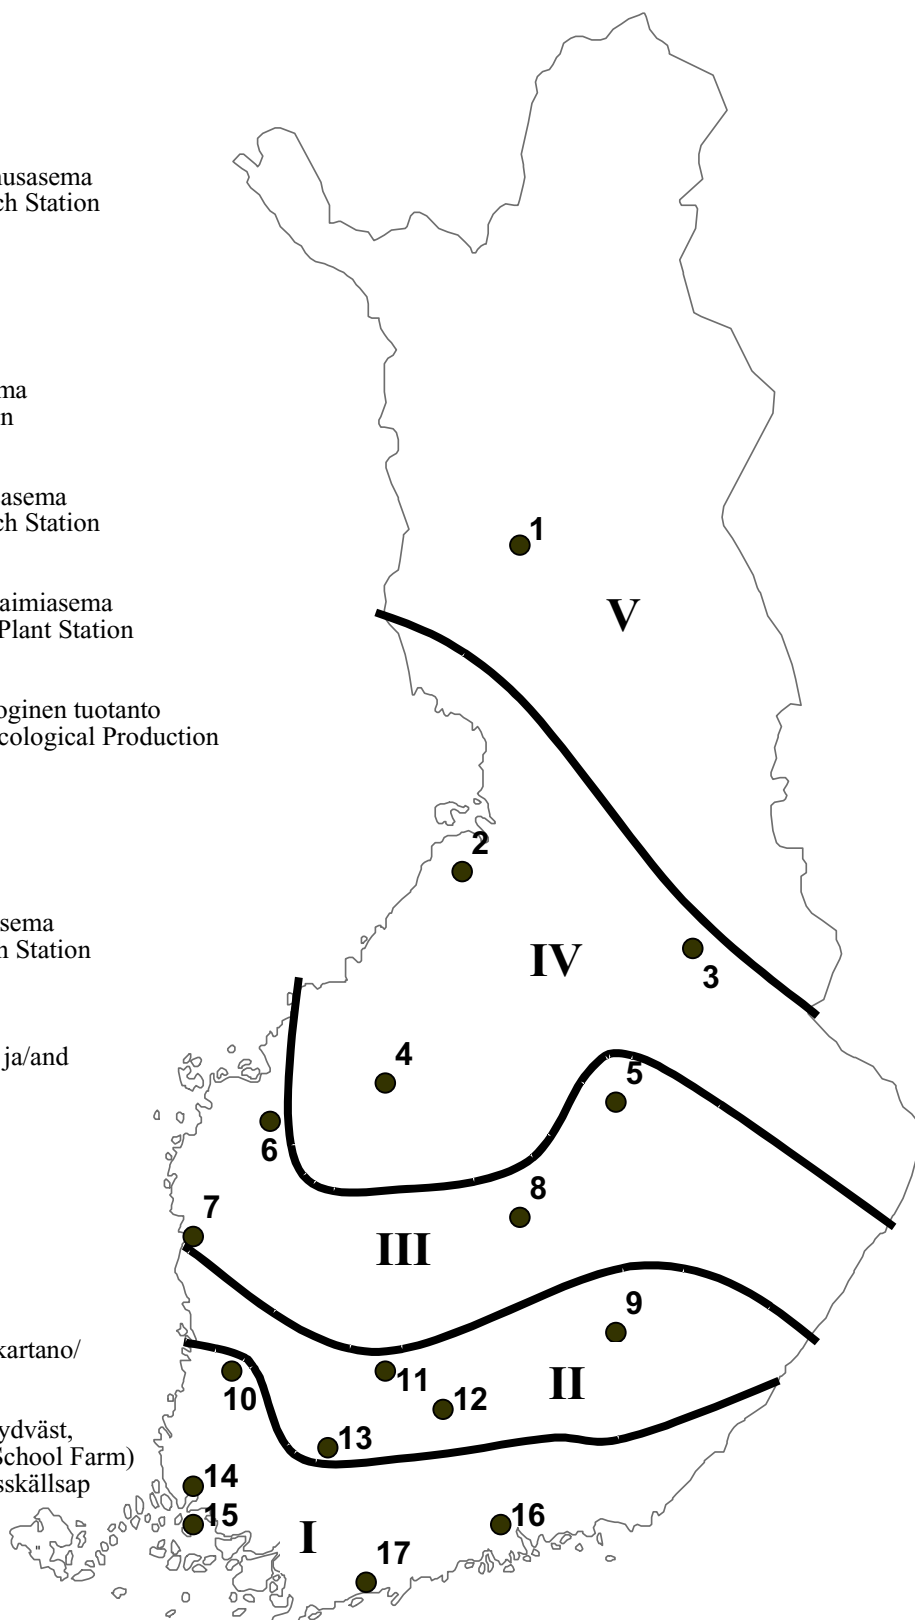 usasema
ch Station
ma
n
asema
ch Station
aimiasema
Plant Station
oginen tuotanto
cological Production
sema
n Station
ja/and
kartano/
ydväst,
School Farm)
sskällsap
1
V
2
IV
3
4
5
6
7
8
III
9
II
10
11
12
13
14
15
I
16
17